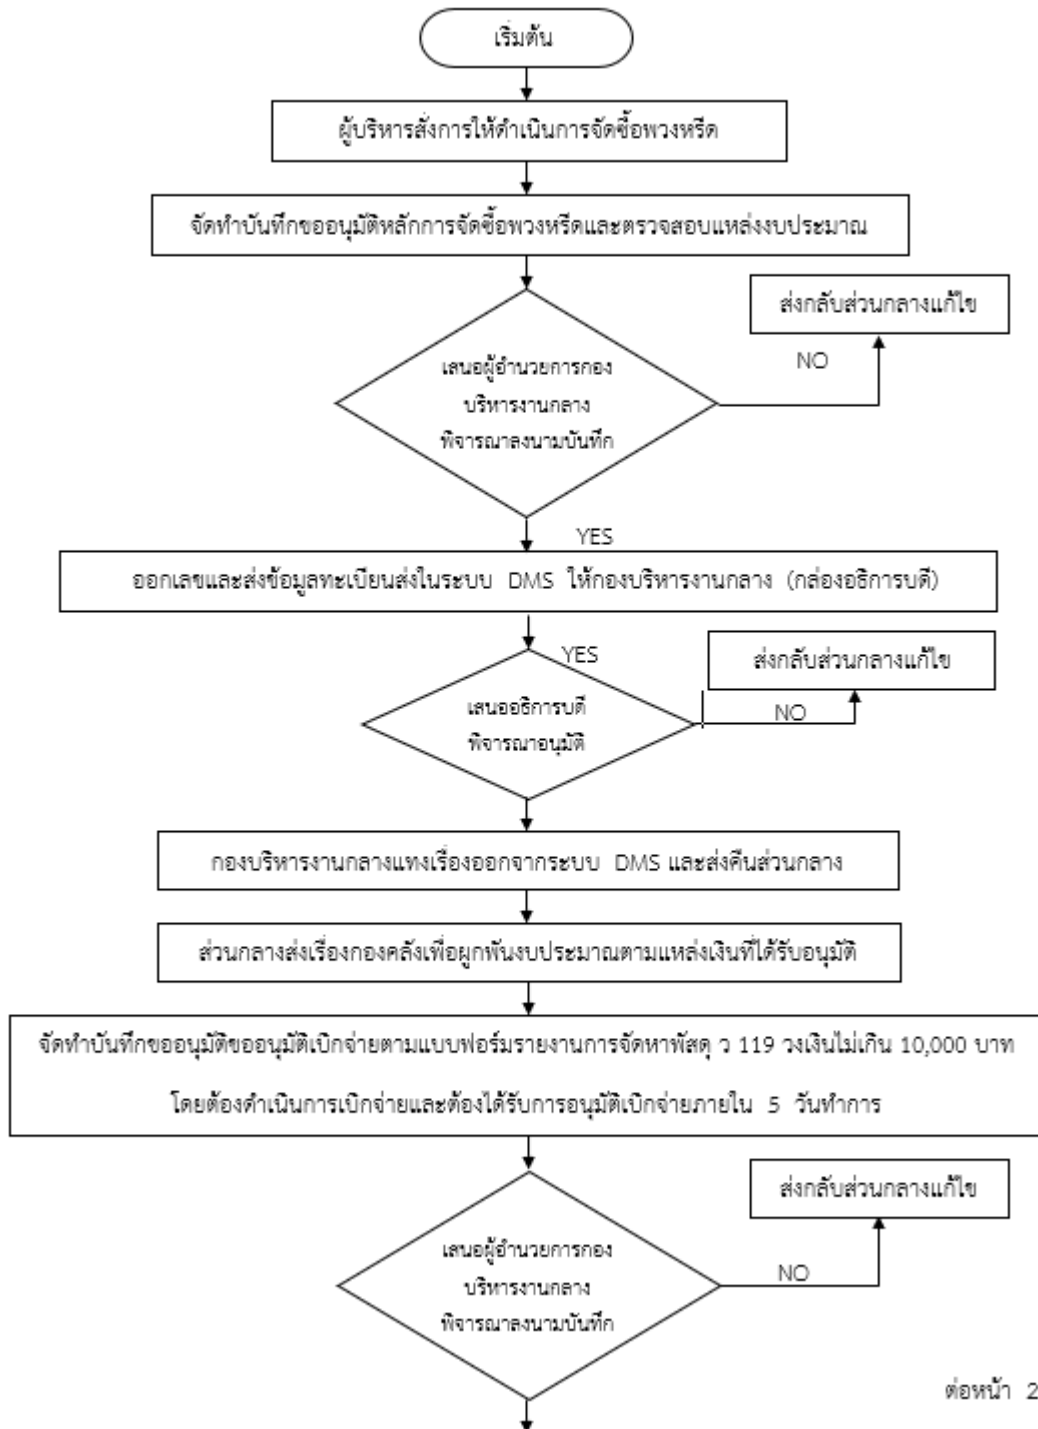 เริ่มต้น
ผู้บริหารสั่งการให้ดำเนินการจัดซื้อพวงหรีด
จัดทำบันทึกขออนุมัติหลักการจัดซื้อพวงหรีดและตรวจสอบแหล่งงบประมาณ
ส่งกลับส่วนกลางแก้ไข
NO
เสนอผู้อำนวยการกอง
บริหารงานกลาง
พิจารณาลงนามบันทึก
YES
ออกเลขและส่งข้อมูลทะเบียนส่งในระบบ DMS ให้กองบริหารงานกลาง (กล่องอธิการบดี)
YES
ส่งกลับส่วนกลางแก้ไข
NO
เสนออธิการบดี
พิจารณาอนุมัติ
กองบริหารงานกลางแทงเรื่องออกจากระบบ DMS และส่งคืนส่วนกลาง
ส่วนกลางส่งเรื่องกองคลังเพื่อผูกพันงบประมาณตามแหล่งเงินที่ได้รับอนุมัติ
จัดทำบันทึกขออนุมัติขออนุมัติเบิกจ่ายตามแบบฟอร์มรายงานการจัดหาพัสดุ ว 119 วงเงินไม่เกิน 10,000 บาท
โดยต้องดำเนินการเบิกจ่ายและต้องได้รับการอนุมัติเบิกจ่ายภายใน 5 วันทำการ
ส่งกลับส่วนกลางแก้ไข
NO
เสนอผู้อำนวยการกอง
บริหารงานกลาง
พิจารณาลงนามบันทึก
ต่อหน้า 2